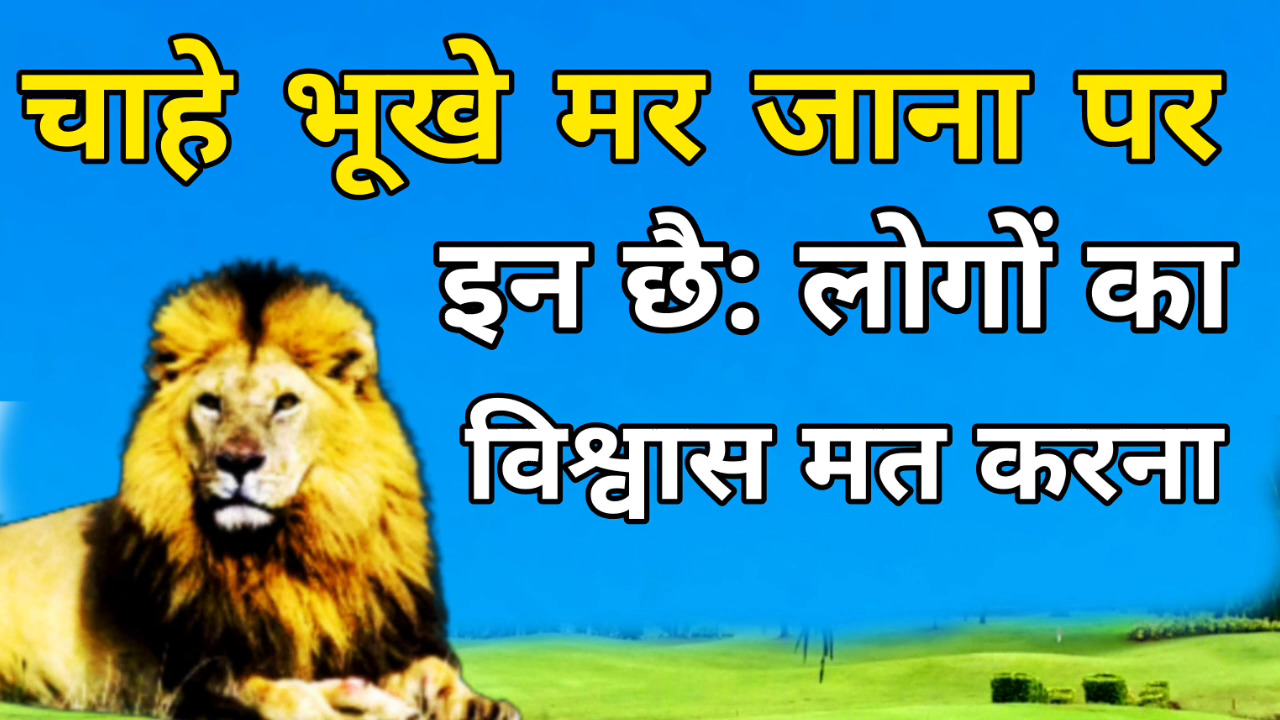 चाहे भूखे मर जाना पर
इन छै: लोगों का
विश्वास मत करना